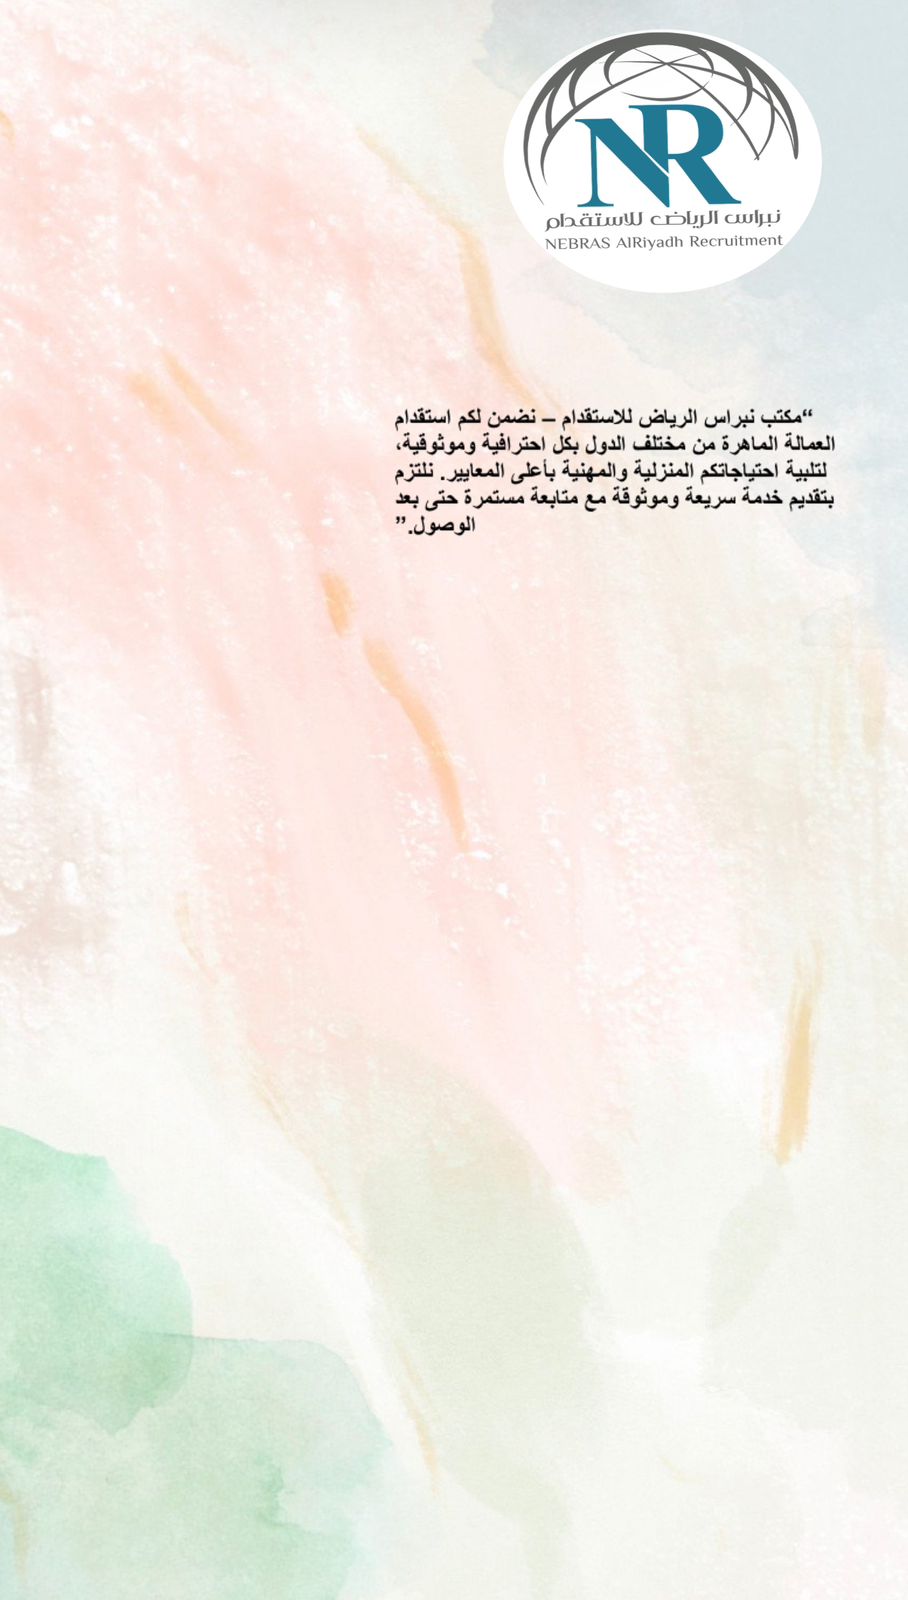 NR
نبراس الرياض للاستقدام
NEBRAS AlRiyadh Recruitment
“مكتب نبراس الرياض للاستقدام – نضمن لكم استقدام
العمالة الماهرة من مختلف الدول بكل احترافية وموثوقية،
لتلبية احتياجاتكم المنزلية والمهنية بأعلى المعايير. نلتزم
بتقديم خدمة سريعة وموثوقة مع متابعة مستمرة حتى بعد
الوصول.”